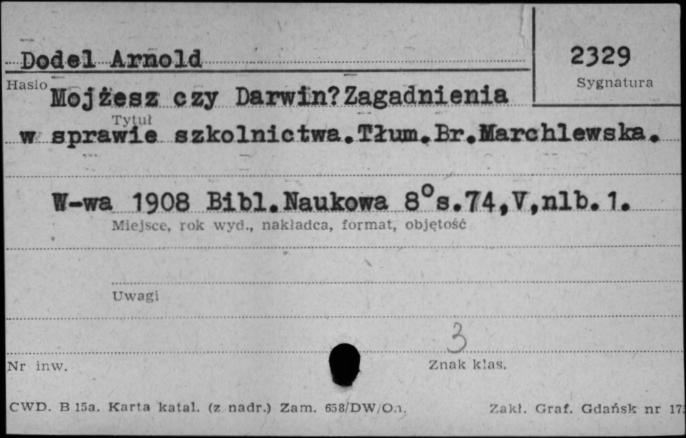 Dodel Arnold
2329
Hasło
Sygnatura
Mojżesz czy Darwin?Zagadnienia
Tytuł
w sprawie szkolnictwa.Tłum.Br.Marchlewska.
W-wa 1908 Bibl.Naukowa 8°s.74,V,nlb.1.
Miejsce, rok wyd., nakładca, format, objętość
Uwagi
3
Nr inw.
Znak klas.
CWD. B 15a. Karta katal. (z nadr.) Zam. 658/DW/On.
Zakł. Graf. Gdańsk nr 17